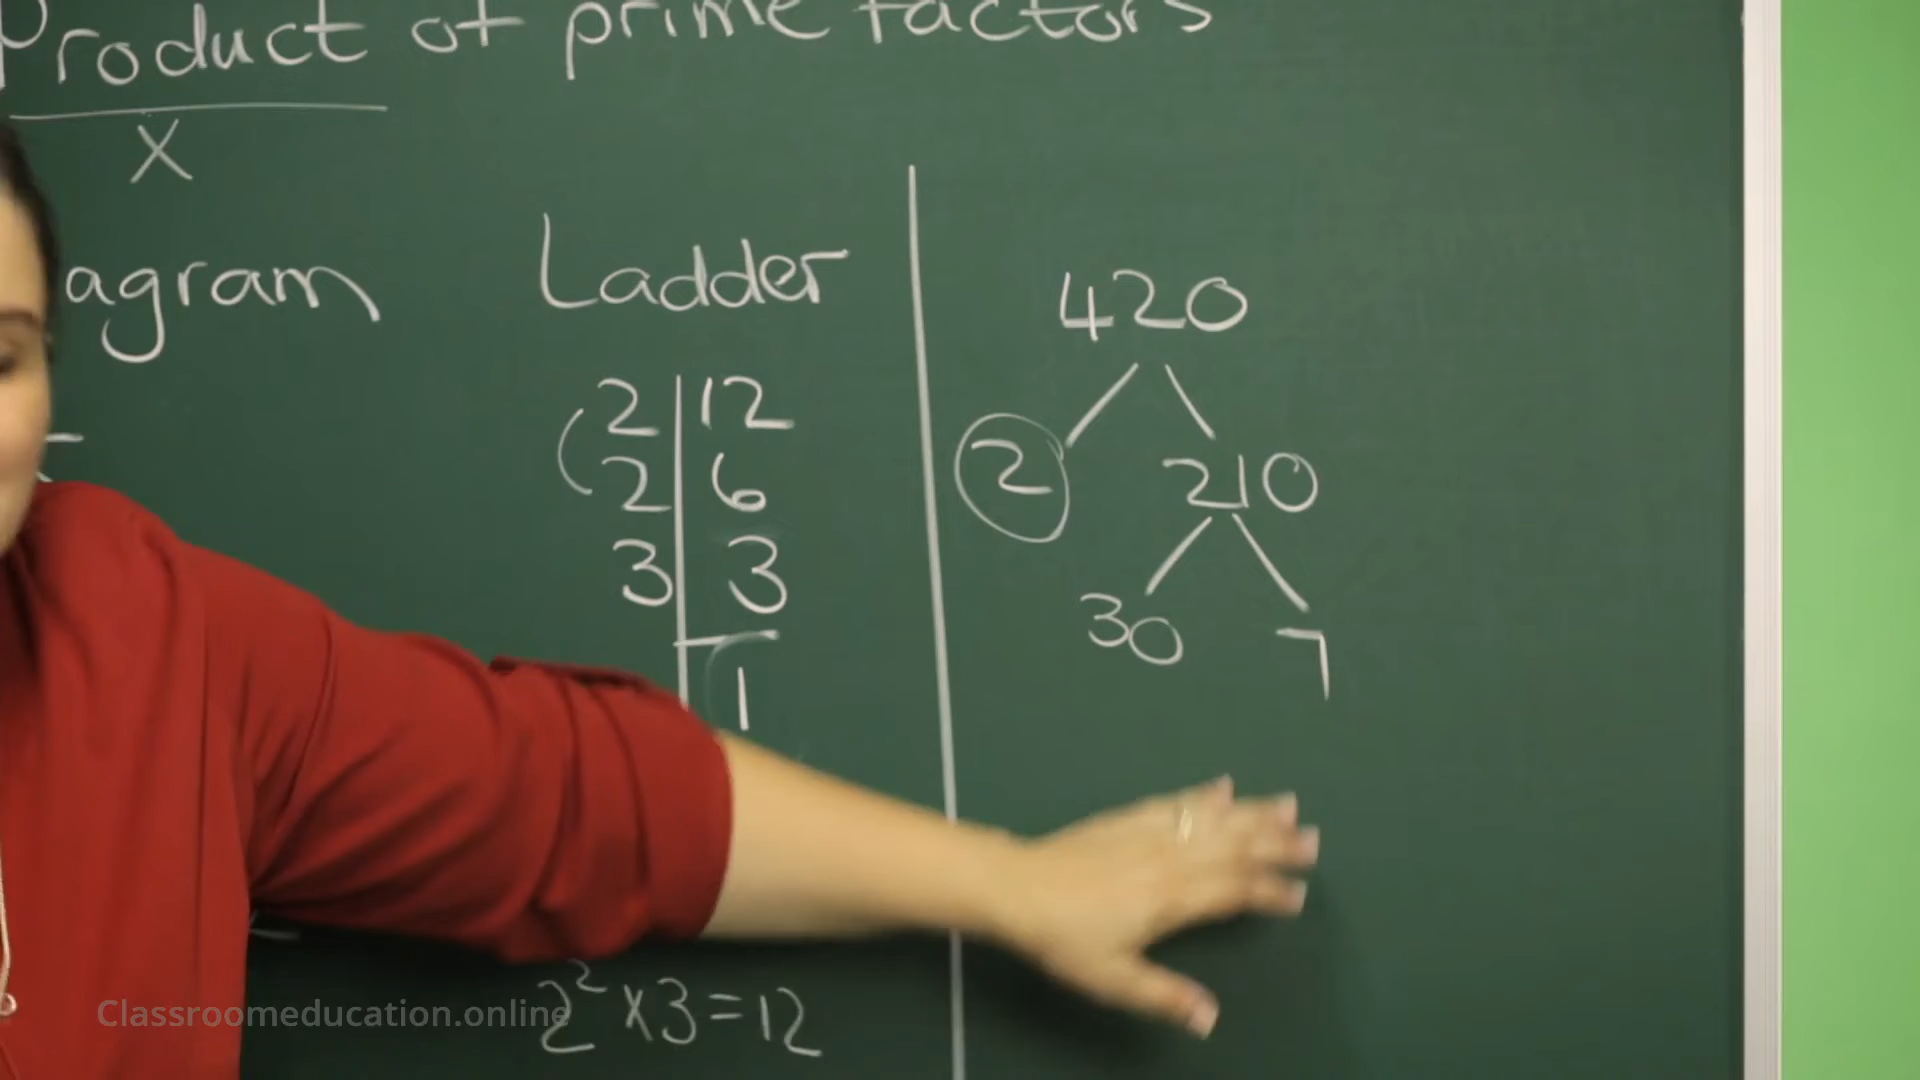 Product of prime factors
X
agram Ladder
2 12
2 6
3 3
1
420
2 210
30 7
2² x 3 = 12
Classroomeducation.online